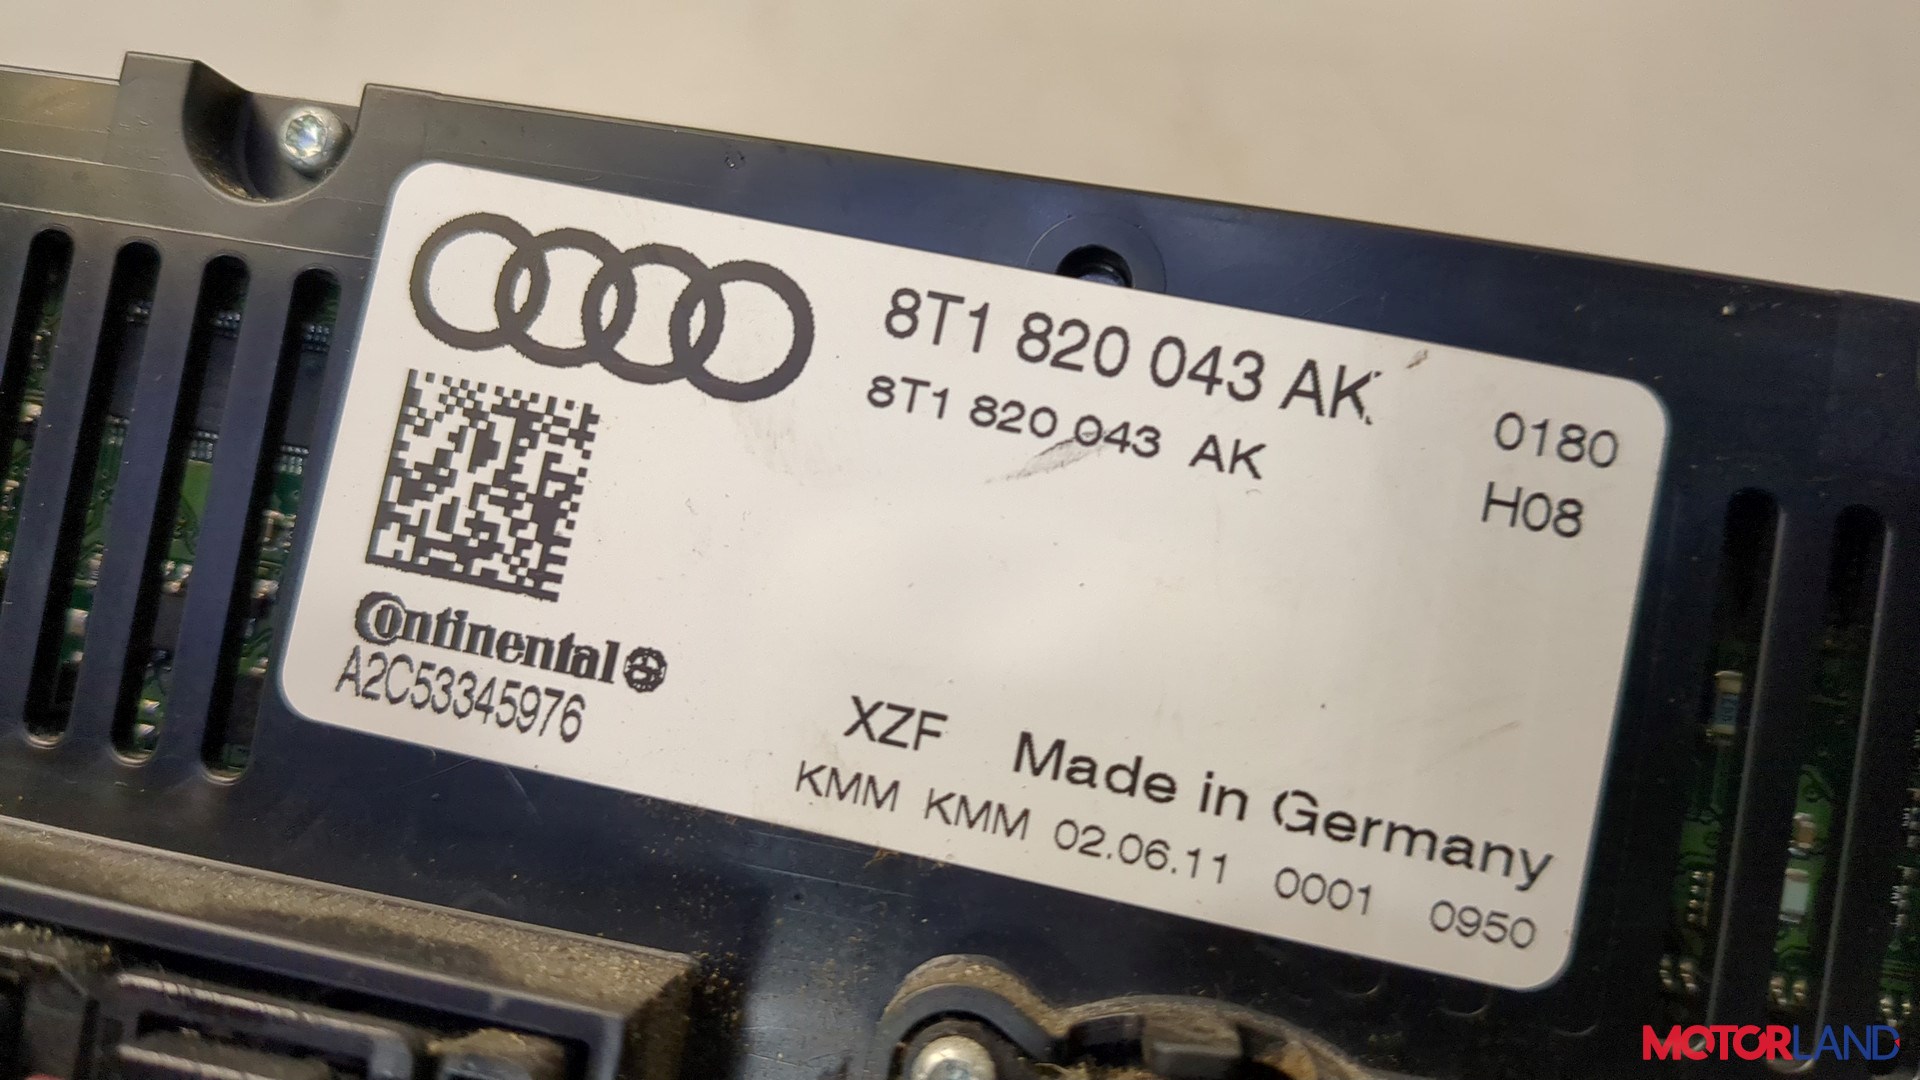 8T1 820 043 AK
8T1 820 043 AK
0180
H08
Continental
A2C53345976
XZF Made in Germany
KMM KMM 02.06.11 0001 0950
MOTORLAND